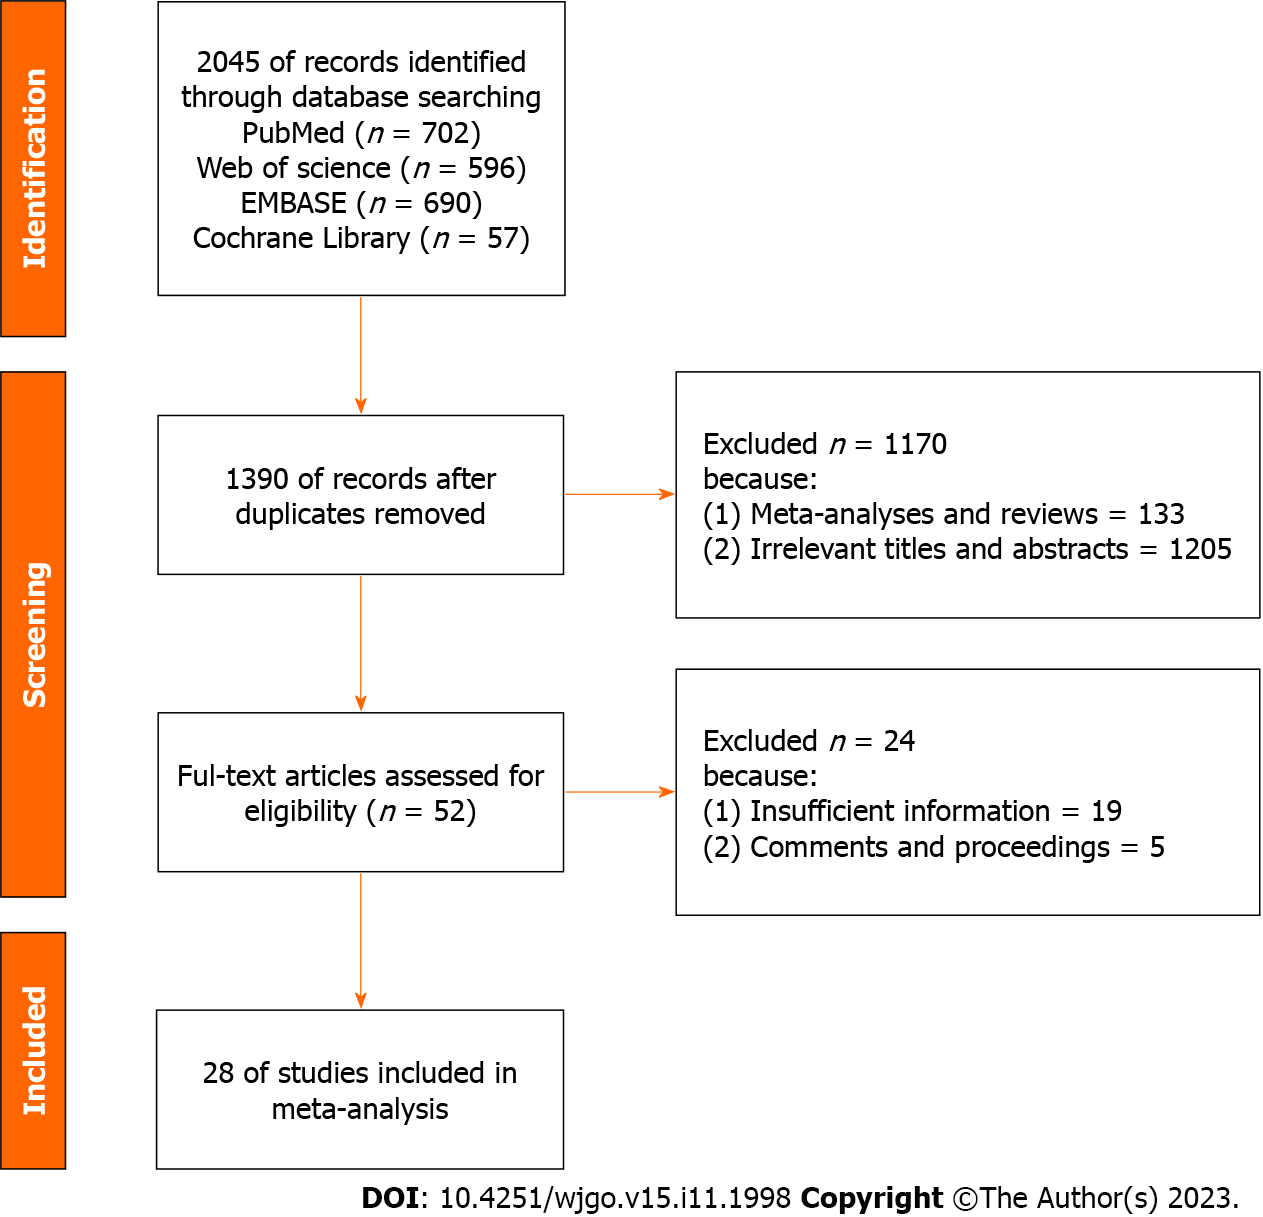 Identification
2045 of records identified
through database searching
PubMed (n = 702)
Web of science (n = 596)
EMBASE (n = 690)
Cochrane Library (n = 57)
Screening
1390 of records after
duplicates removed
Excluded n = 1170
because:
(1) Meta-analyses and reviews = 133
(2) Irrelevant titles and abstracts = 1205
Ful-text articles assessed for
eligibility (n = 52)
Excluded n = 24
because:
(1) Insufficient information = 19
(2) Comments and proceedings = 5
Included
28 of studies included in
meta-analysis
DOI: 10.4251/wjgo.v15.i11.1998 Copyright ©The Author(s) 2023.